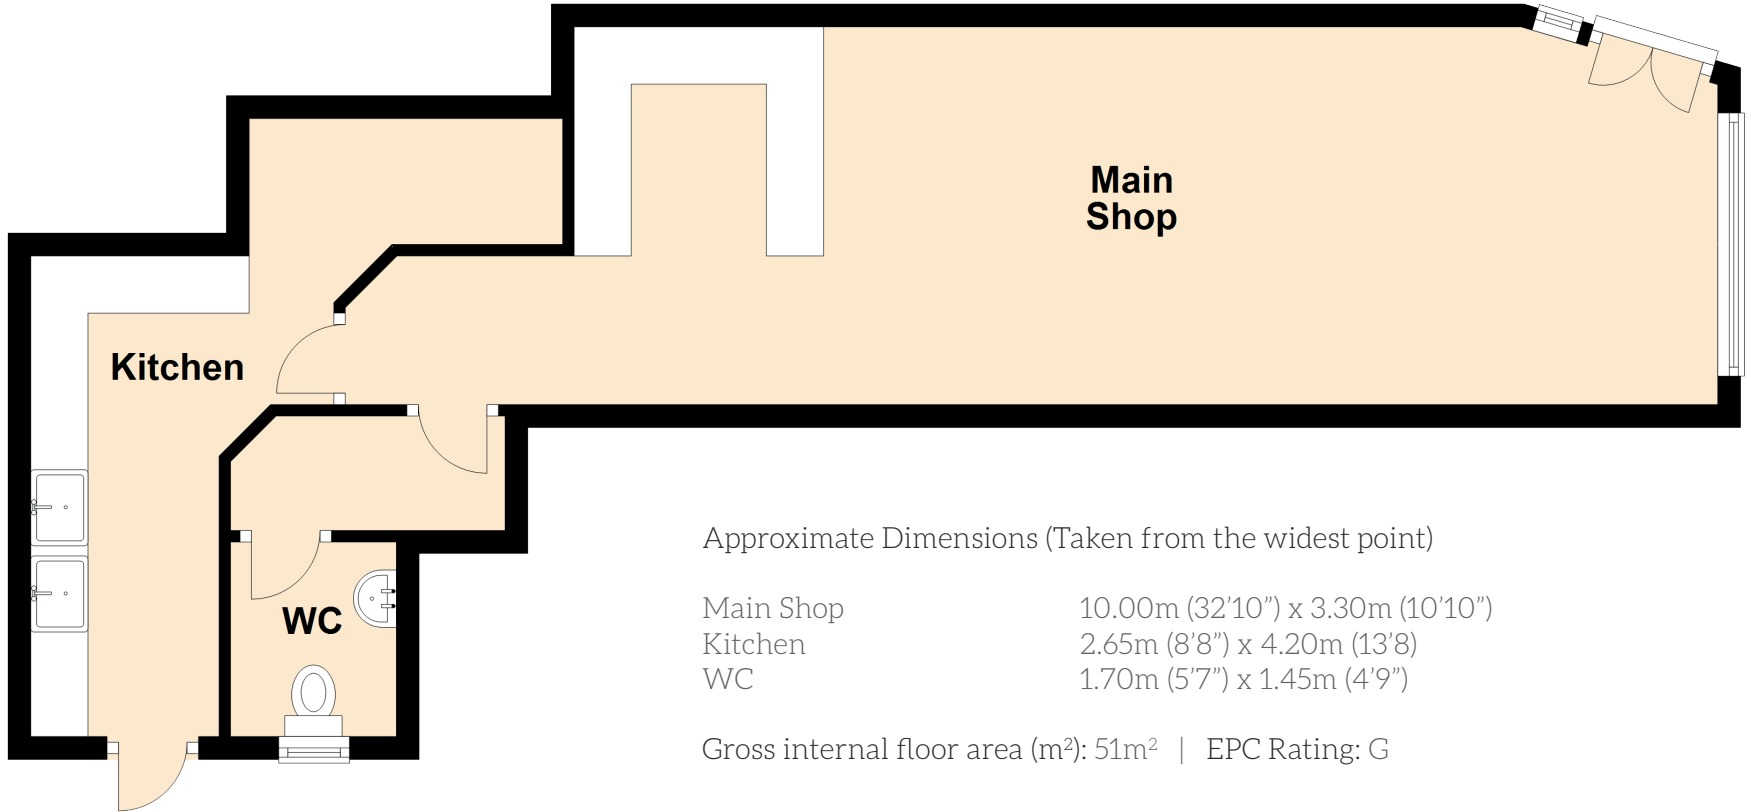 Main
Shop
Kitchen
WC
Approximate Dimensions (Taken from the widest point)
Main Shop 10.00m (32’10”) x 3.30m (10’10”)
Kitchen 2.65m (8’8”) x 4.20m (13’8)
WC 1.70m (5’7”) x 1.45m (4’9”)
Gross internal floor area (m²): 51m² | EPC Rating: G